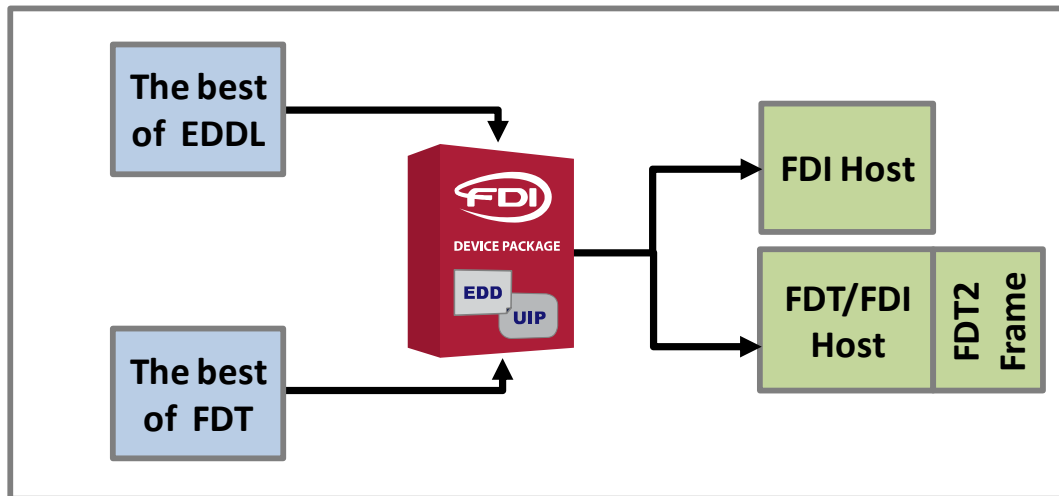 The best
of EDDL
FDI
DEVICE PACKAGE
EDD
UIP
The best
of FDT
FDI Host
FDT/FDI
Host
FDT2
Frame